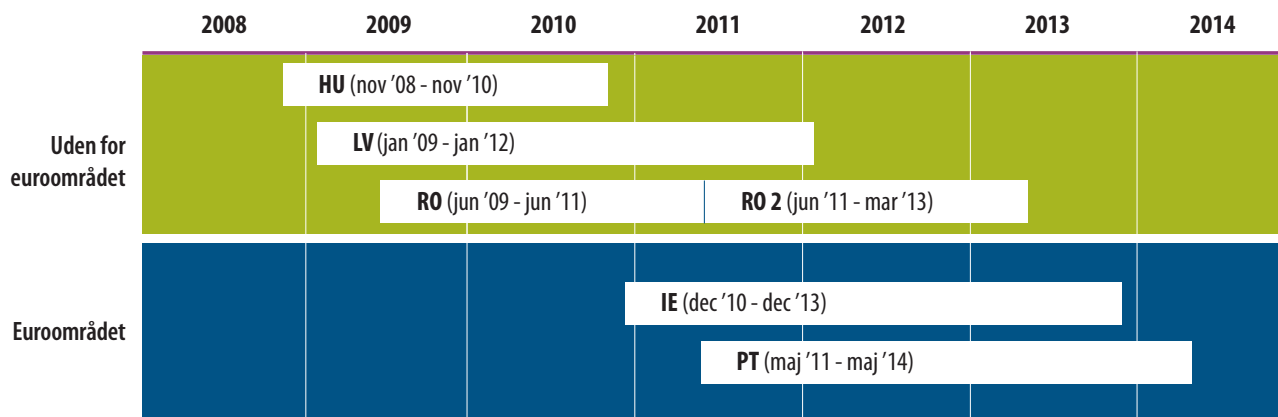 2008 2009 2010 2011 2012 2013 2014
Uden for
euroområdet
HU (nov ’08 - nov ’10)
LV (jan ’09 - jan ’12)
RO (jun ’09 - jun ’11)
RO 2 (jun ’11 - mar ’13)
Euroområdet
IE (dec ’10 - dec ’13)
PT (maj ’11 - maj ’14)